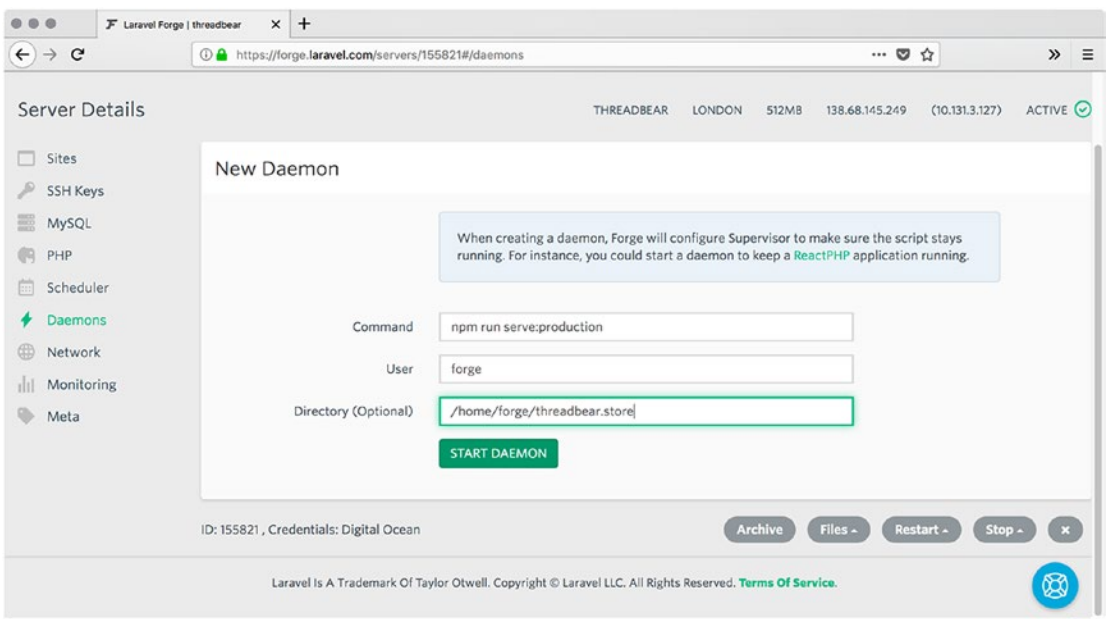 Laravel Forge | threadbear
https://forge.laravel.com/servers/155821#/daemons
Server Details
THREADBEAR LONDON 512MB 138.68.145.249 (10.131.3.127) ACTIVE
Sites
SSH Keys
MySQL
PHP
Scheduler
Daemons
Network
Monitoring
Meta
New Daemon
When creating a daemon, Forge will configure Supervisor to make sure the script stays
running. For instance, you could start a daemon to keep a ReactPHP application running.
Command npm run serve:production
User forge
Directory (Optional) /home/forge/threadbear.store
START DAEMON
ID: 155821 , Credentials: Digital Ocean
Archive Files Restart Stop x
Laravel Is A Trademark Of Taylor Otwell. Copyright © Laravel LLC. All Rights Reserved. Terms Of Service.